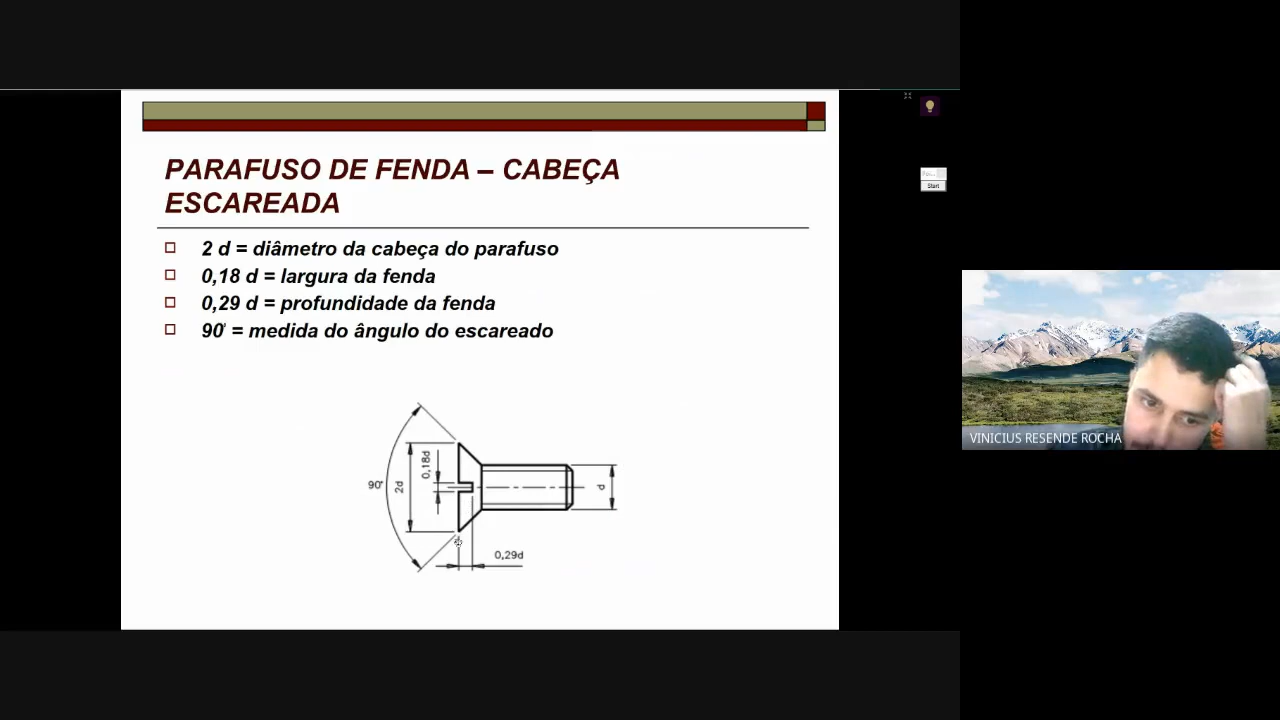 PARAFUSO DE FENDA – CABEÇA
ESCAREADA
2 d = diâmetro da cabeça do parafuso
0,18 d = largura da fenda
0,29 d = profundidade da fenda
90° = medida do ângulo do escareado
90°
2d
0,18d
d
0,29d
Start
VINICIUS RESENDE ROCHA